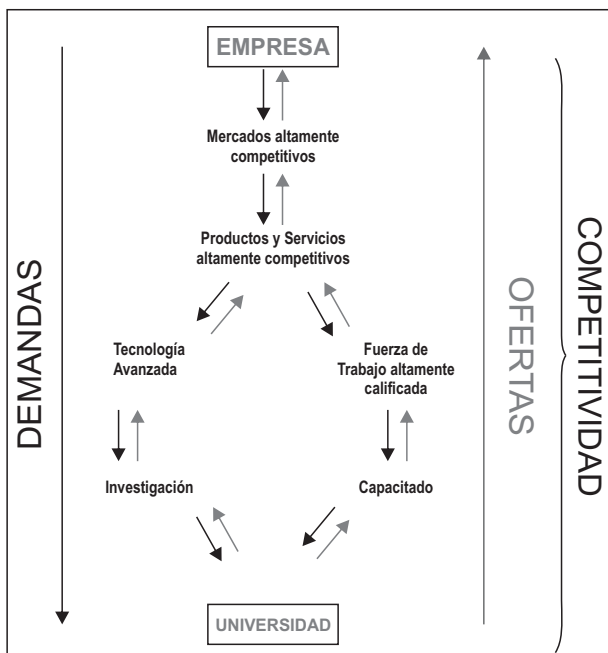 EMPRESA
Mercados altamente
competitivos
Productos y Servicios
altamente competitivos
Tecnología
Avanzada
Fuerza de
Trabajo altamente
calificada
Investigación
Capacitado
UNIVERSIDAD
DEMANDAS
OFERTAS
COMPETITIVIDAD